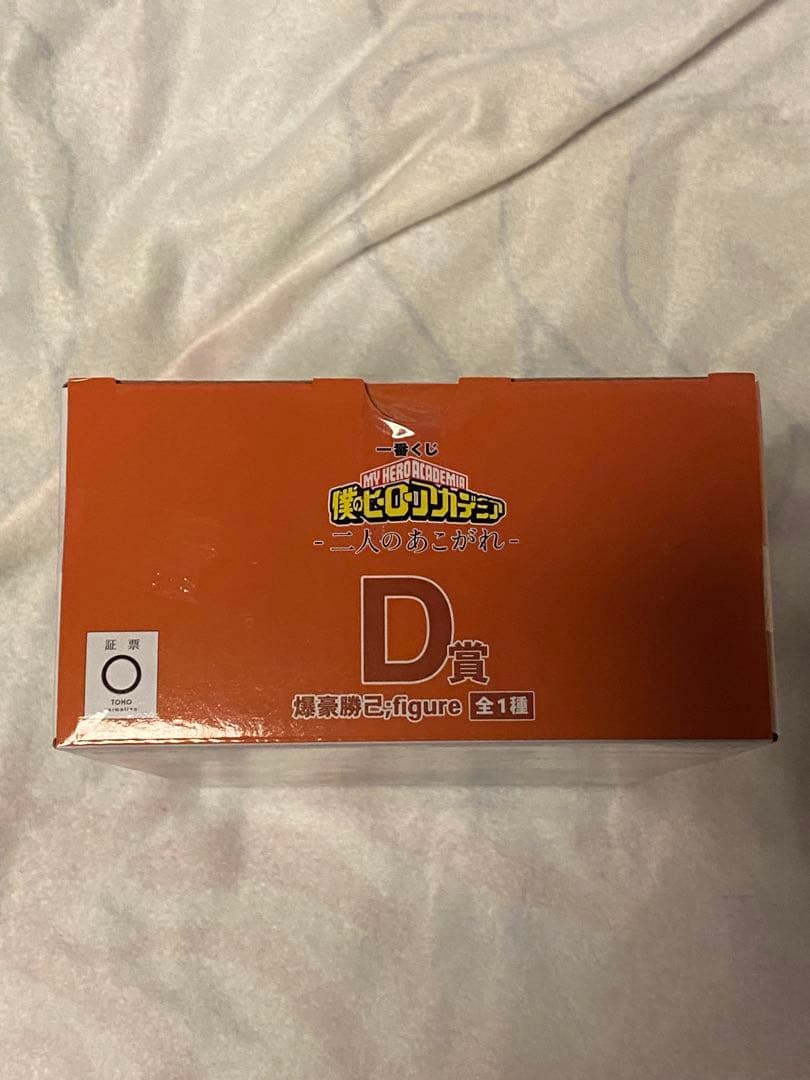 一番くじ
MY HERO ACADEMIA
僕のヒーローアカデミア
-二人のあこがれ-
D賞
爆豪勝己;figure 全1種
証票
TOHO
animation